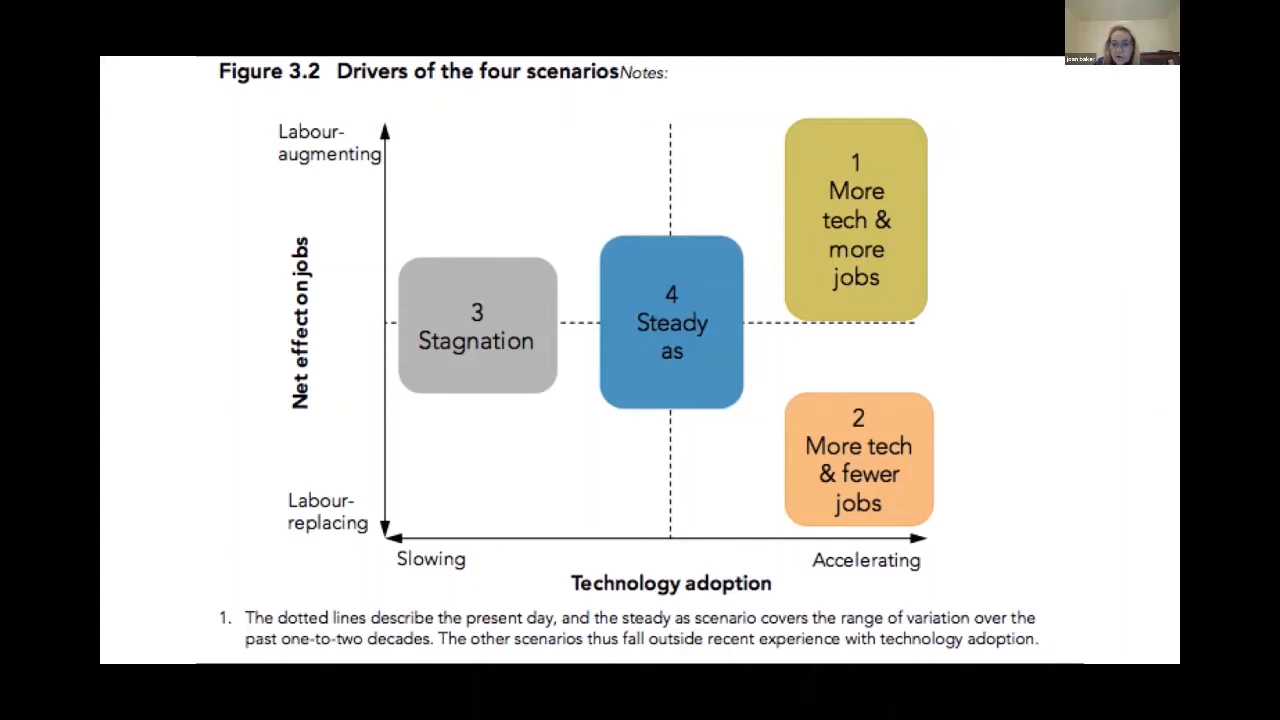 joan baker
Figure 3.2 Drivers of the four scenarios Notes:
Labour-
augmenting
Net effect on jobs
Labour-
replacing
1
More
tech &
more
jobs
3
Stagnation
4
Steady
as
2
More tech
& fewer
jobs
Slowing
Accelerating
Technology adoption
1. The dotted lines describe the present day, and the steady as scenario covers the range of variation over the
past one-to-two decades. The other scenarios thus fall outside recent experience with technology adoption.